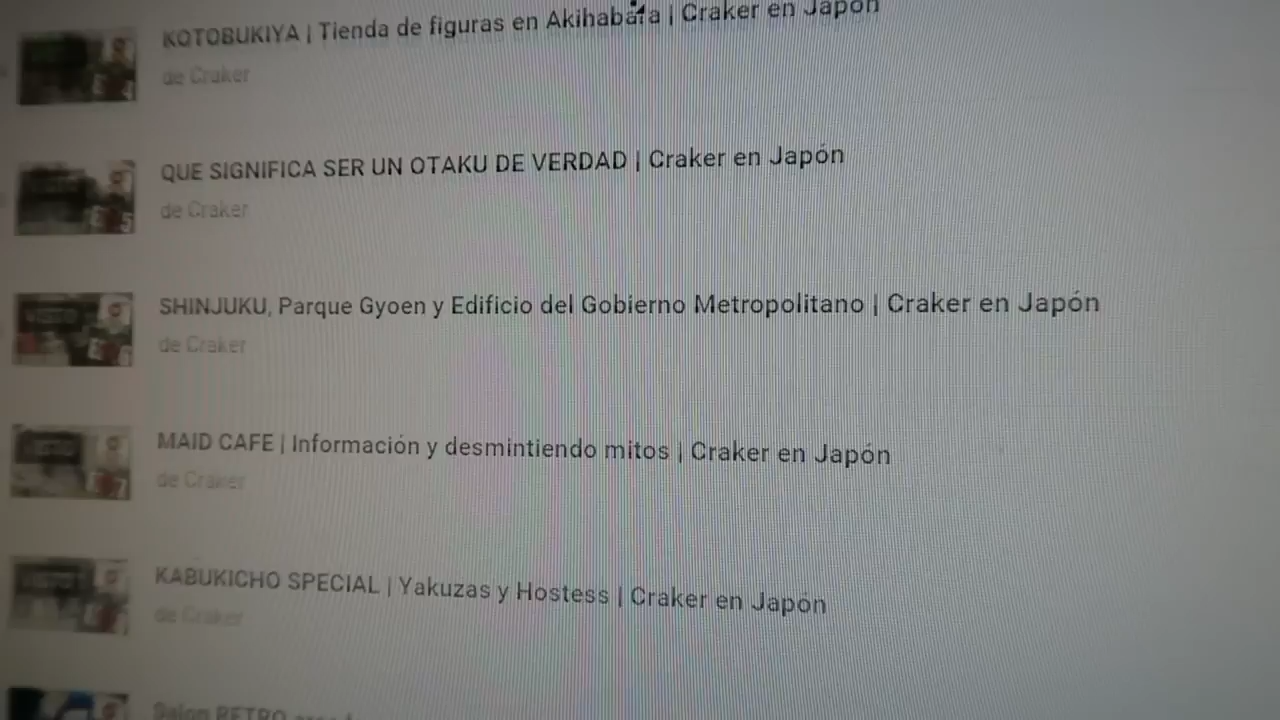 KOTOBUKIYA | Tienda de figuras en Akihabara | Craker en Japón
de Craker
QUE SIGNIFICA SER UN OTAKU DE VERDAD | Craker en Japón
de Craker
SHINJUKU, Parque Gyoen y Edificio del Gobierno Metropolitano | Craker en Japón
de Craker
MAID CAFE | Información y desmintiendo mitos | Craker en Japón
de Craker
KABUKICHO SPECIAL | Yakuzas y Hostess | Craker en Japón
de Craker
Salon RETRO